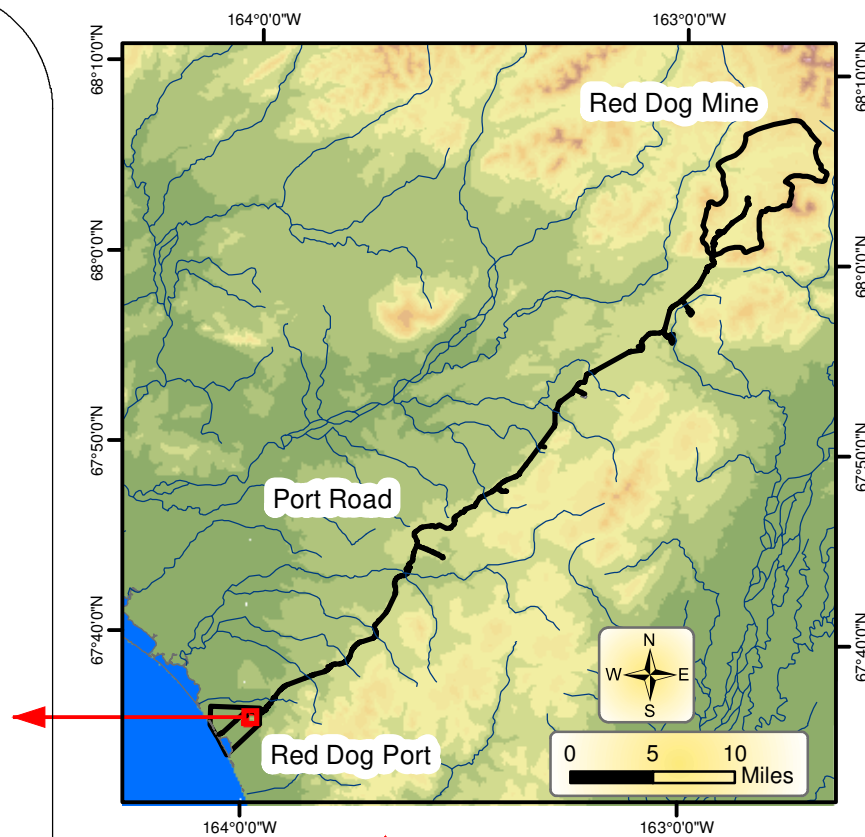 164°0'0"W
163°0'0"W
68°10'0"N
68°10'0"N
Red Dog Mine
68°0'0"N
68°0'0"N
67°50'0"N
67°50'0"N
Port Road
67°40'0"N
67°40'0"N
N
W
E
S
Red Dog Port
0
5
10
Miles
164°0'0"W
163°0'0"W